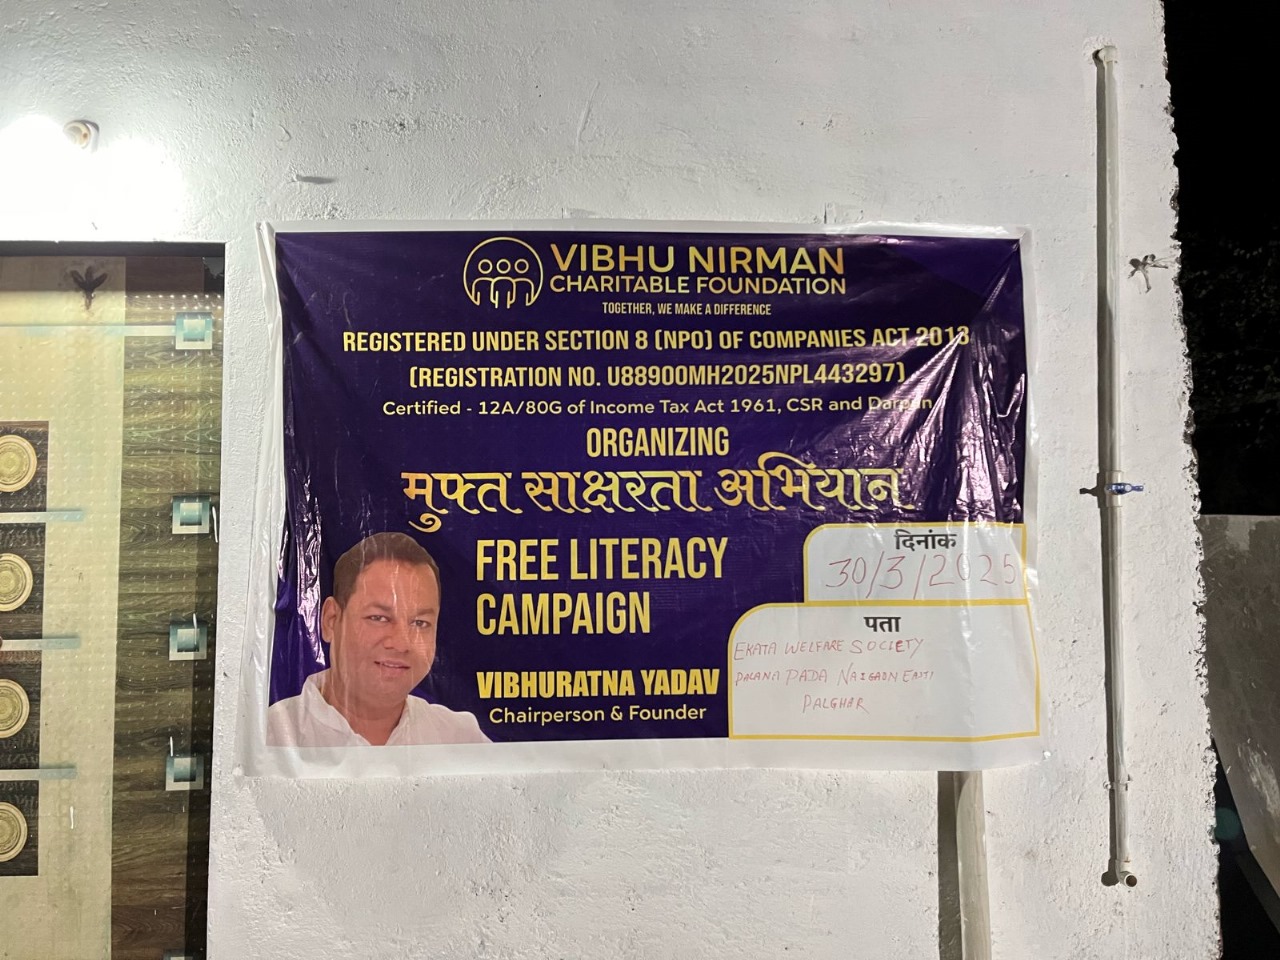 VIBHU NIRMAN
CHARITABLE FOUNDATION
TOGETHER, WE MAKE A DIFFERENCE
REGISTERED UNDER SECTION 8 (NPO) OF COMPANIES ACT 2013
(REGISTRATION NO. U88900MH2025NPL443297)
Certified - 12A/80G of Income Tax Act 1961, CSR and Darpan
ORGANIZING
मुफ्त साक्षरता अभियान
FREE LITERACY
CAMPAIGN
VIBHURATNA YADAV
Chairperson & Founder
दिनांक
30/3/2025
पता
EKATA WELFARE SOCIETY
PADA NAIGAON EAST
PALGHAR